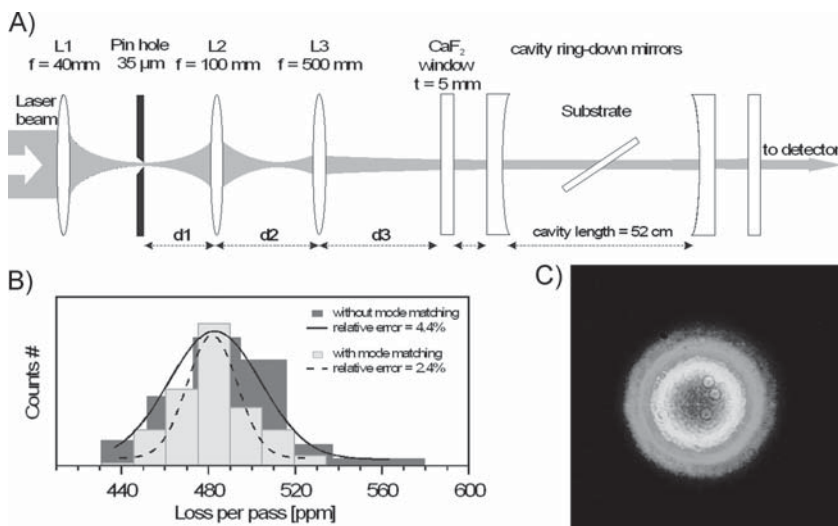 A)
L1
f = 40mm
Pin hole
35 µm
L2
f = 100 mm
L3
f = 500 mm
CaF2
window
t = 5 mm
cavity ring-down mirrors
Laser
beam
Substrate
to detector
d1
d2
d3
cavity length = 52 cm
B)
Counts #
without mode matching
relative error = 4.4%
with mode matching
relative error = 2.4%
440
480
520
560
600
Loss per pass [ppm]
C)